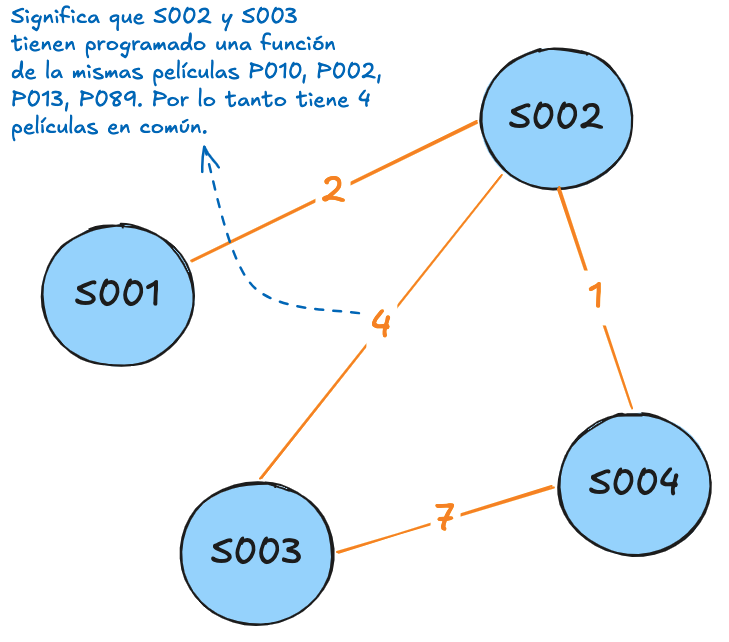 Significa que S002 y S003
tienen programado una función
de la mismas películas P010, P002,
P013, P089. Por lo tanto tiene 4
películas en común.
S002
2
S001
1
4
S004
7
S003